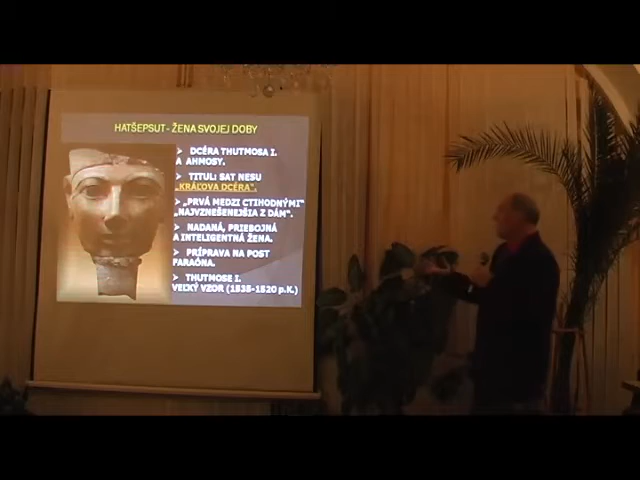 HATŠEPSUT - ŽENA SVOJEJ DOBY
➢ DCÉRA THUTMOSA I.
A AHMOSY.
➢ TITUL: SAT NESU
„KRÁĽOVA DCÉRA“.
➢ „PRVÁ MEDZI CTIHODNÝMI“
„NAJVZNEŠENEJŠIA Z DÁM“.
➢ NADANÁ, PRIEBOJNÁ
A INTELIGENTNÁ ŽENA.
➢ PRÍPRAVA NA POST
FARAÓNA.
➢ THUTMOSE I.
VEĽKÝ VZOR (1535-1520 p.K.)